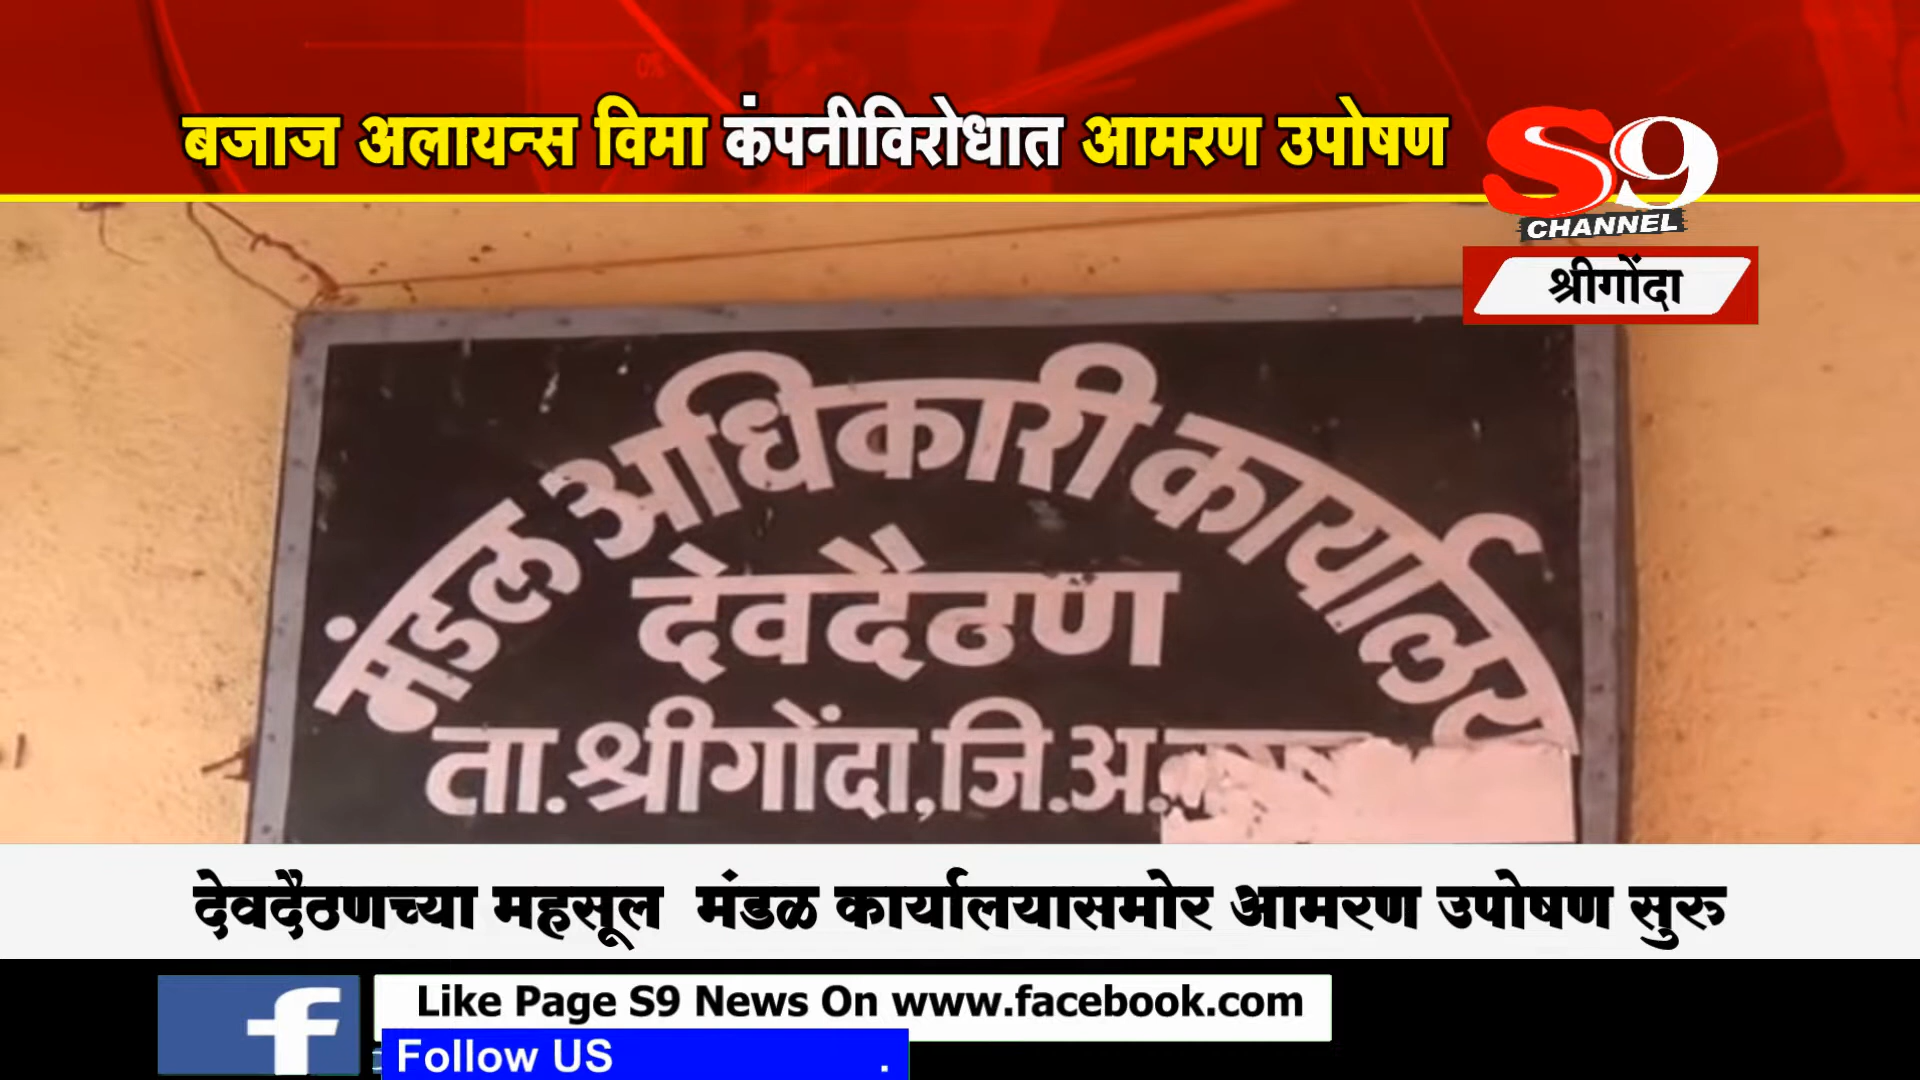 बजाज अलायन्स विमा कंपनीविरोधात आमरण उपोषण
S9
CHANNEL
श्रीगोंदा
मंडल अधिकारी कार्यालय
देवदैठण
ता.श्रीगोंदा,जि.अ.
देवदैठणच्या महसूल मंडळ कार्यालयासमोर आमरण उपोषण सुरु
f
Like Page S9 News On www.facebook.com
Follow US .